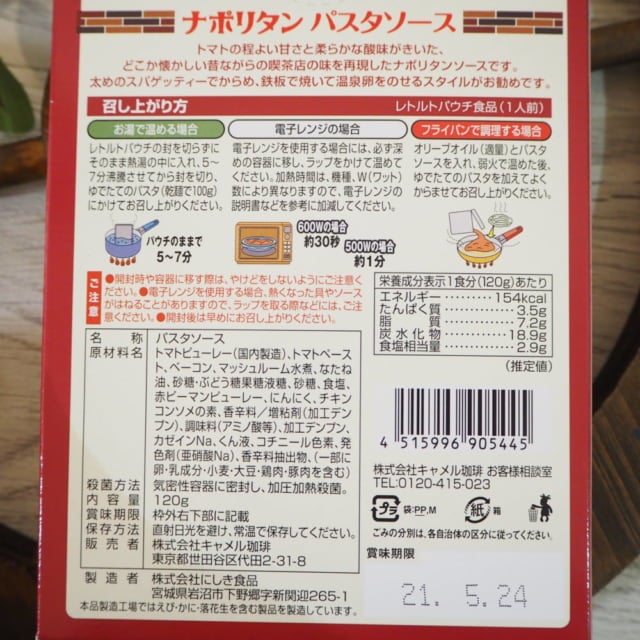 ナポリタン パスタソース
トマトの程よい甘さと柔らかな酸味がきいた、
どこか懐かしい昔ながらの喫茶店の味を再現したナポリタンソースです。
太めのスパゲッティーでからめ、鉄板で焼いて温泉卵をのせるスタイルがお勧めです。
召し上がり方
レトルトパウチ食品(1人前)
お湯で温める場合
レトルトパウチの封を切らずに
そのまま熱湯の中に入れ、5〜
7分沸騰させてから封を切り、
ゆでたてのパスタ(乾麺で100g)
にかけてお召し上がりください。
パウチのままで
5〜7分
電子レンジの場合
電子レンジを使用する場合には、必ず深
めの容器に移し、ラップをかけて温めて
ください。加熱時間は、機種、W(ワット)
数により異なりますので、電子レンジの
説明書などを参考に加減してください。
600Wの場合
約30秒
500Wの場合
約1分
フライパンで調理する場合
オリーブオイル(適量)とパスタ
ソースを入れ、弱火で温めた後、
ゆでたてのパスタを加えてよく
からませてお召し上がりください。
ご注意
●開封時や容器に移す際は、やけどをしないようにご注意く
ださい。●電子レンジを使用する場合、熱くなった具やソース
がはねることがありますので、ラップを取る際などには、ご注
意ください。●開封後は早めにお召し上がりください。
栄養成分表示1食分(120g)あたり
エネルギー………154kcal
たんぱく質………3.5g
脂質………7.2g
炭水化物………18.9g
食塩相当量………2.9g
(推定値)
名称 パスタソース
原材料名 トマトピューレー(国内製造)、トマトペース
ト、ベーコン、マッシュルーム水煮、なたね
油、砂糖・ぶどう糖果糖液糖、砂糖、食塩、
赤ピーマンピューレー、にんにく、チキン
コンソメの素、香辛料/増粘剤(加工デン
プン)、調味料(アミノ酸等)、加工デンプン、
カゼインNa、くん液、コチニール色素、発
色剤(亜硝酸Na)、香辛料抽出物、(一部に
卵・乳成分・小麦・大豆・鶏肉・豚肉を含む)
殺菌方法 気密性容器に密封し、加圧加熱殺菌。
内容量 120g
賞味期限 枠外右下部に記載
保存方法 直射日光を避け、常温で保存してください。
販売者 株式会社キャメル珈琲
東京都世田谷区代田2-31-8
製造者 株式会社にしき食品
宮城県岩沼市下野郷字新関迎265-1
本品製造工場ではえび・かに・落花生を含む製品を製造しています。
4 515996 905445
株式会社キャメル珈琲 お客様相談室
TEL:0120-415-023
プラ 袋:PP,M 紙 箱
ごみの分別は、各自治体の区分に従ってください。
賞味期限
21. 5.24